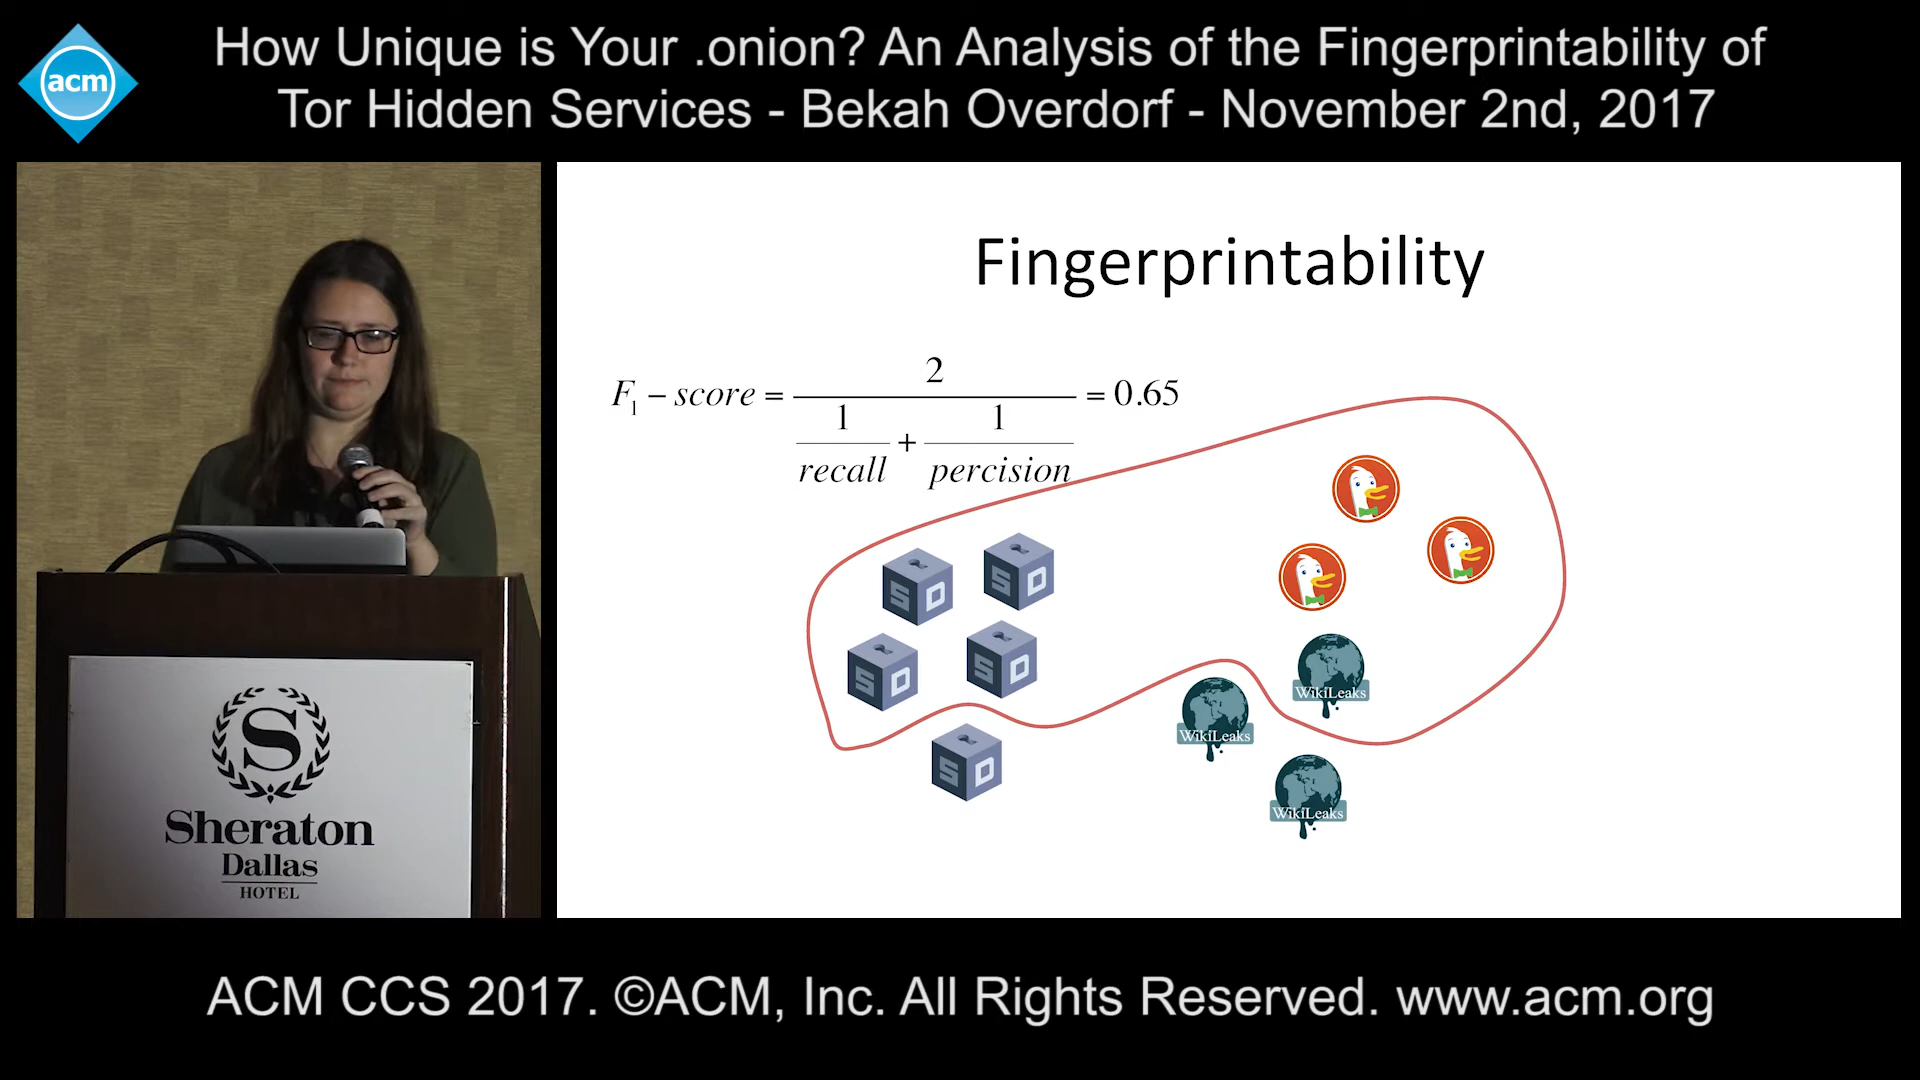 acm
How Unique is Your .onion? An Analysis of the Fingerprintability of
Tor Hidden Services - Bekah Overdorf - November 2nd, 2017
Fingerprintability
F1 – score = 2 / (1/recall + 1/percision) = 0.65
S D
S D
S D
S D
S D
WikiLeaks
WikiLeaks
WikiLeaks
S
Sheraton
Dallas
HOTEL
ACM CCS 2017. ©ACM, Inc. All Rights Reserved. www.acm.org